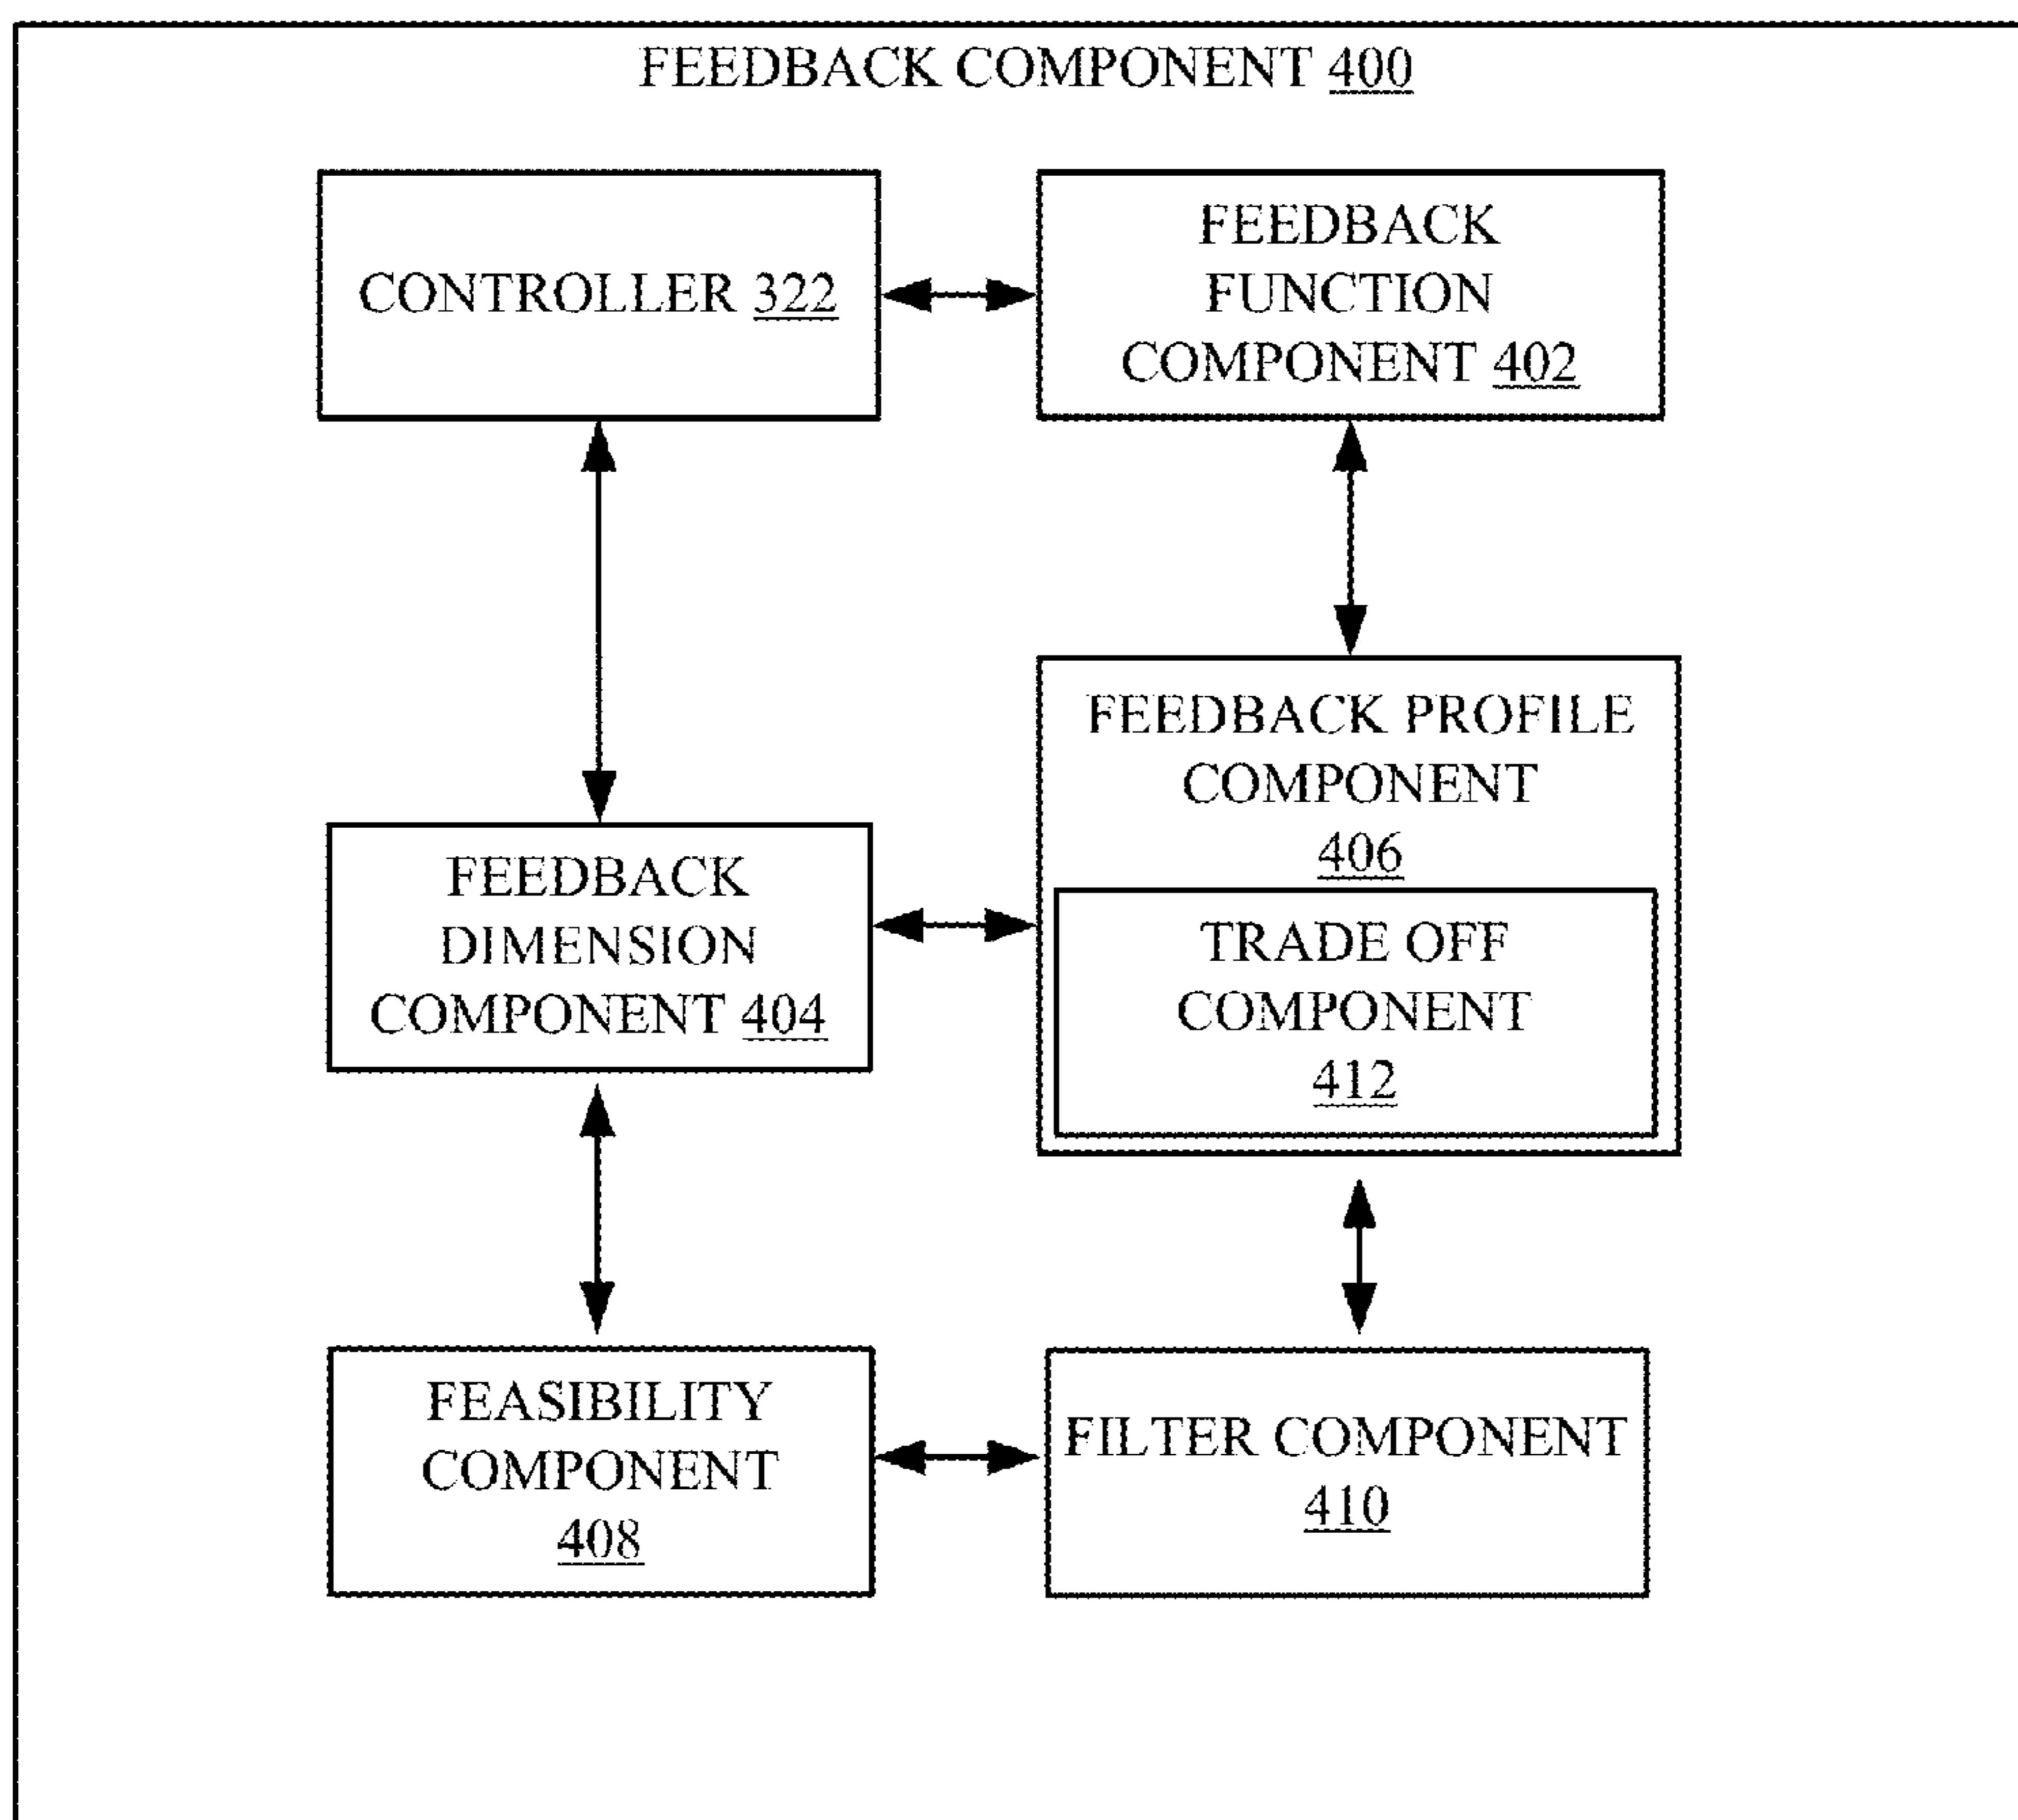 FEEDBACK COMPONENT 400
CONTROLLER 322
FEEDBACK
FUNCTION
COMPONENT 402
FEEDBACK PROFILE
COMPONENT
406
FEEDBACK
DIMENSION
COMPONENT 404
TRADE OFF
COMPONENT
412
FEASIBILITY
COMPONENT
408
FILTER COMPONENT
410